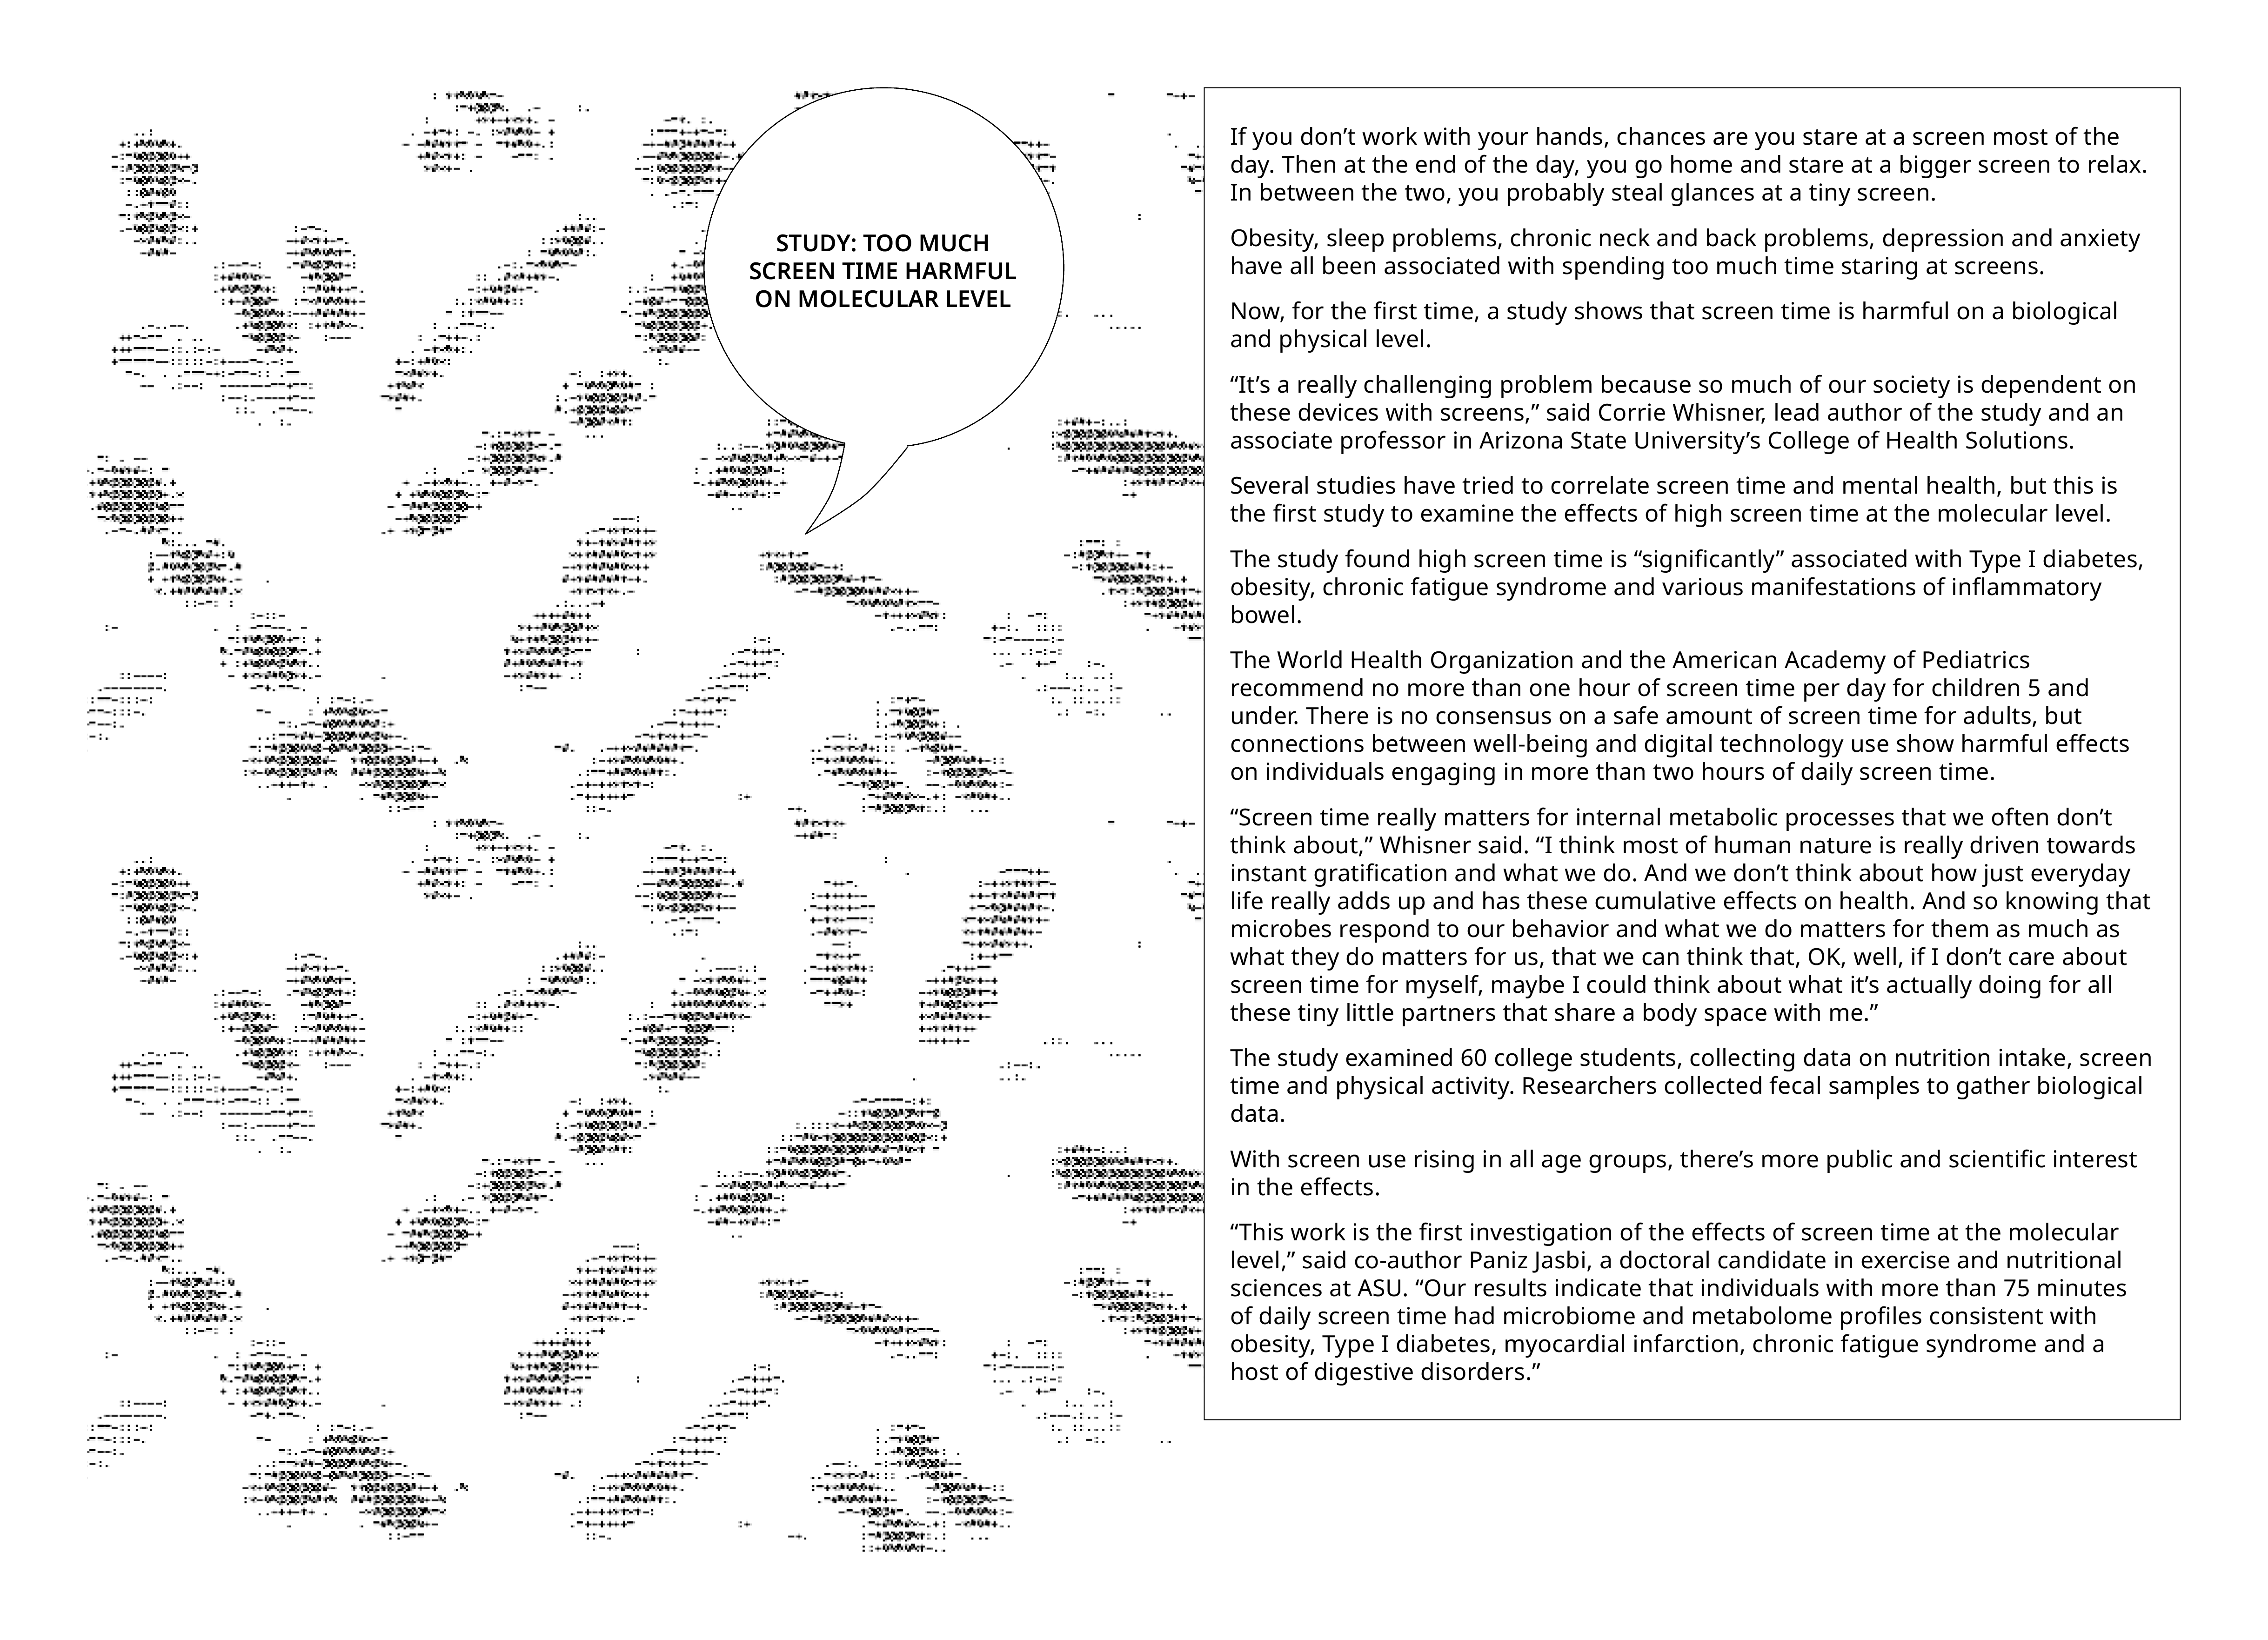 STUDY: TOO MUCH
SCREEN TIME HARMFUL
ON MOLECULAR LEVEL
If you don’t work with your hands, chances are you stare at a screen most of the
day. Then at the end of the day, you go home and stare at a bigger screen to relax.
In between the two, you probably steal glances at a tiny screen.
Obesity, sleep problems, chronic neck and back problems, depression and anxiety
have all been associated with spending too much time staring at screens.
Now, for the first time, a study shows that screen time is harmful on a biological
and physical level.
“It’s a really challenging problem because so much of our society is dependent on
these devices with screens,” said Corrie Whisner, lead author of the study and an
associate professor in Arizona State University’s College of Health Solutions.
Several studies have tried to correlate screen time and mental health, but this is
the first study to examine the effects of high screen time at the molecular level.
The study found high screen time is “significantly” associated with Type I diabetes,
obesity, chronic fatigue syndrome and various manifestations of inflammatory
bowel.
The World Health Organization and the American Academy of Pediatrics
recommend no more than one hour of screen time per day for children 5 and
under. There is no consensus on a safe amount of screen time for adults, but
connections between well-being and digital technology use show harmful effects
on individuals engaging in more than two hours of daily screen time.
“Screen time really matters for internal metabolic processes that we often don’t
think about,” Whisner said. “I think most of human nature is really driven towards
instant gratification and what we do. And we don’t think about how just everyday
life really adds up and has these cumulative effects on health. And so knowing that
microbes respond to our behavior and what we do matters for them as much as
what they do matters for us, that we can think that, OK, well, if I don’t care about
screen time for myself, maybe I could think about what it’s actually doing for all
these tiny little partners that share a body space with me.”
The study examined 60 college students, collecting data on nutrition intake, screen
time and physical activity. Researchers collected fecal samples to gather biological
data.
With screen use rising in all age groups, there’s more public and scientific interest
in the effects.
“This work is the first investigation of the effects of screen time at the molecular
level,” said co-author Paniz Jasbi, a doctoral candidate in exercise and nutritional
sciences at ASU. “Our results indicate that individuals with more than 75 minutes
of daily screen time had microbiome and metabolome profiles consistent with
obesity, Type I diabetes, myocardial infarction, chronic fatigue syndrome and a
host of digestive disorders.”